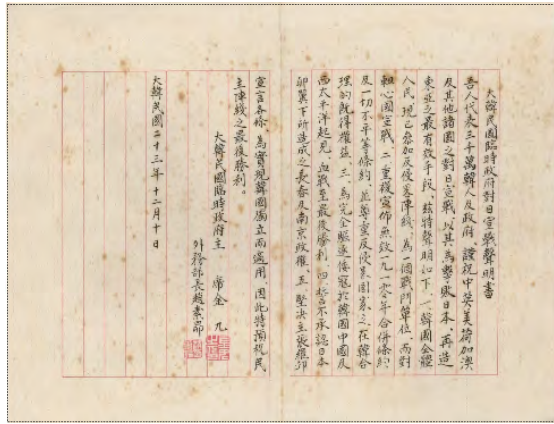 大韓民國臨時政府對日宣戰聲明書
吾人代表三千萬韓人及政府 謹祝中英美荷加澳
及其他諸國之對日宣戰、以其為擊敗日本、再造
東亞之最有效手段、玆特聲明如下、一、韓國全體
人民、現已參加反侵略陣綫、為一個戰鬥單位、而對
軸心國宣戰、二、重複宣佈無效一九一〇年合併條約、
及一切不平等條約、並尊重反侵略國家之在韓合
理的既得權益、三、為完全驅逐倭寇於韓國中國及
西太平洋起見、血戰至最後勝利、四、誓不承認日本
卵翼下所造成之長春及南京政權、五、堅決主張羅邱
宣言各條、為實現韓國獨立而適用、因此特預祝民
主陣綫之最後勝利。
大韓民國臨時政府主 席 金 九
外務部長趙素昻
大韓民國二十三年十二月十日